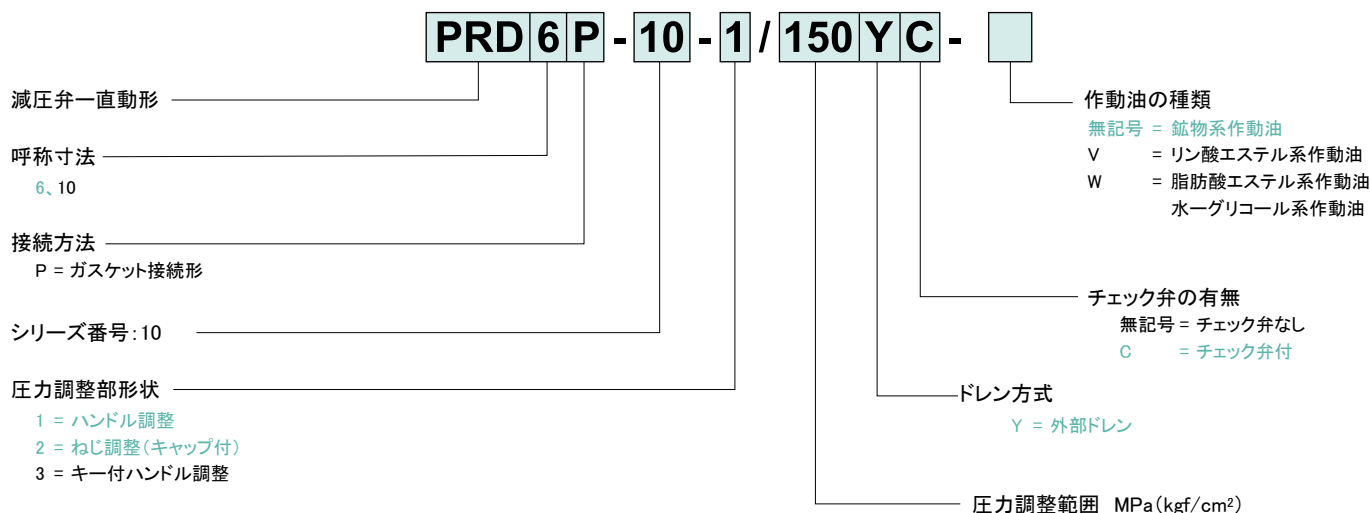 PRD6P-10-1/150YC-
減圧弁ー直動形
呼称寸法
6、10
接続方法
P = ガスケット接続形
シリーズ番号：10
圧力調整部形状
1 = ハンドル調整
2 = ねじ調整（キャップ付）
3 = キー付ハンドル調整
作動油の種類
無記号 = 鉱物系作動油
V = リン酸エステル系作動油
W = 脂肪酸エステル系作動油
水ーグリコール系作動油
チェック弁の有無
無記号 = チェック弁なし
C = チェック弁付
ドレン方式
Y = 外部ドレン
圧力調整範囲 MPa（kgf/cm²）